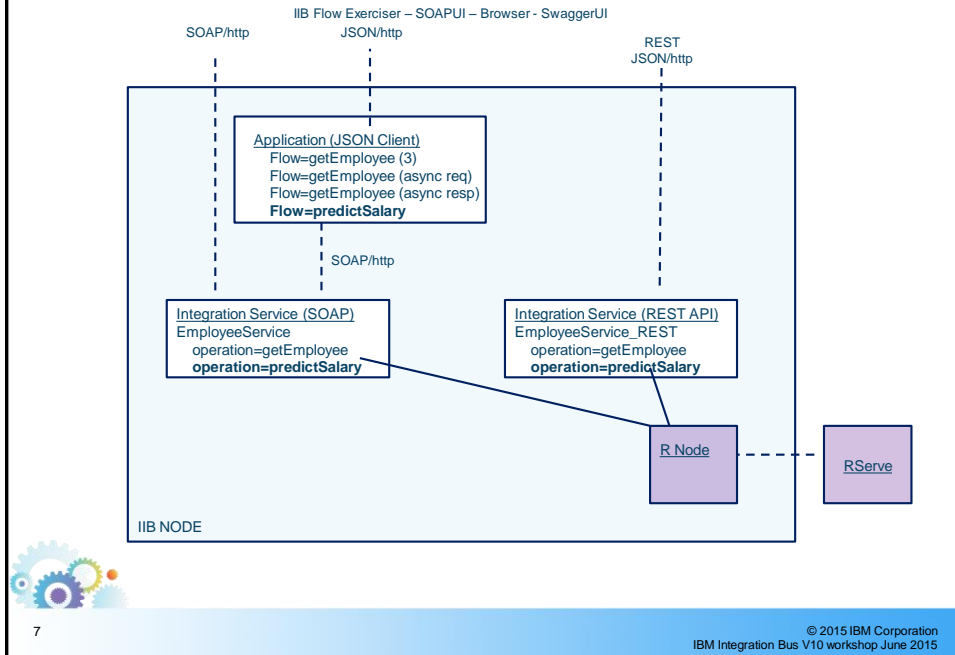 IIB Flow Exerciser – SOAPUI – Browser - SwaggerUI
SOAP/http
JSON/http
REST
JSON/http
Application (JSON Client)
Flow=getEmployee (3)
Flow=getEmployee (async req)
Flow=getEmployee (async resp)
Flow=predictSalary
SOAP/http
Integration Service (SOAP)
EmployeeService
operation=getEmployee
operation=predictSalary
Integration Service (REST API)
EmployeeService_REST
operation=getEmployee
operation=predictSalary
R Node
RServe
IIB NODE
7
© 2015 IBM Corporation
IBM Integration Bus V10 workshop June 2015